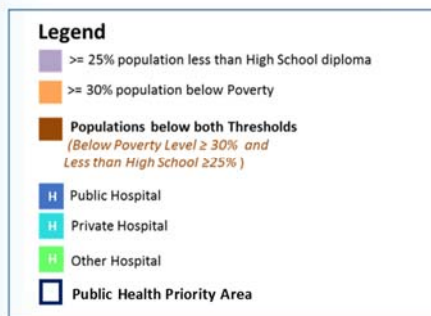 Legend
>= 25% population less than High School diploma
>= 30% population below Poverty
Populations below both Thresholds
(Below Poverty Level ≥ 30% and
Less than High School ≥25% )
H Public Hospital
H Private Hospital
H Other Hospital
Public Health Priority Area